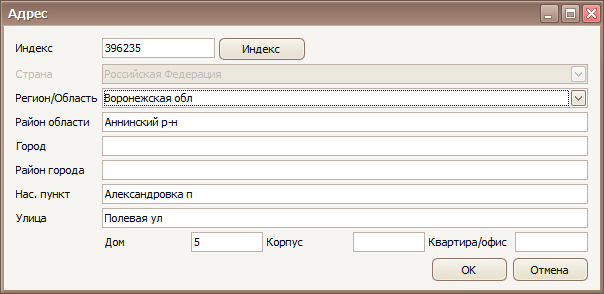 Адрес
Индекс 396235 Индекс
Страна Российская Федерация
Регион/Область Воронежская обл
Район области Аннинский р-н
Город
Район города
Нас. пункт Александровка п
Улица Полевая ул
Дом 5 Корпус Квартира/офис
OK Отмена